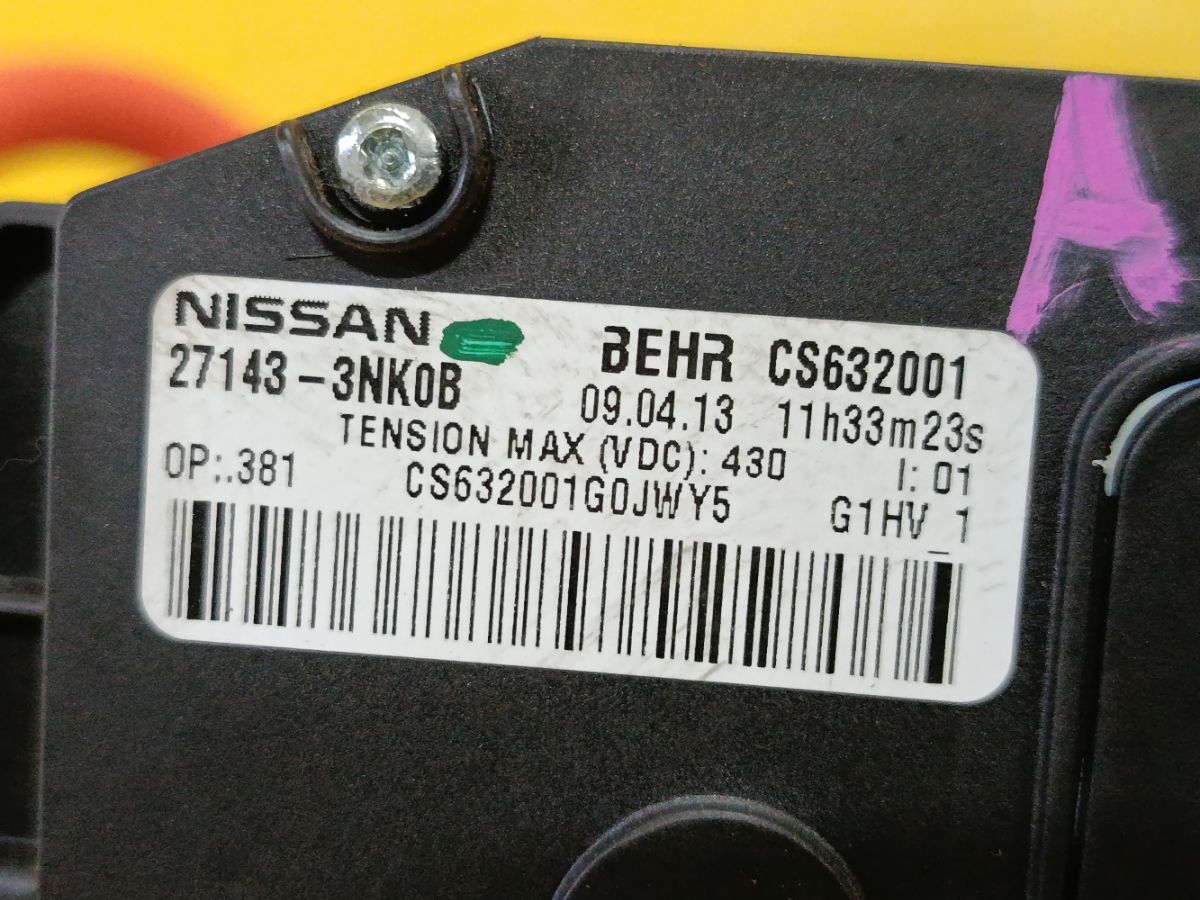 NISSAN BEHR CS632001
27143-3NK0B 09.04.13 11h33m23s
TENSION MAX (VDC): 430 I: 01
OP:.381 CS632001G0JWY5 G1HV_1
A